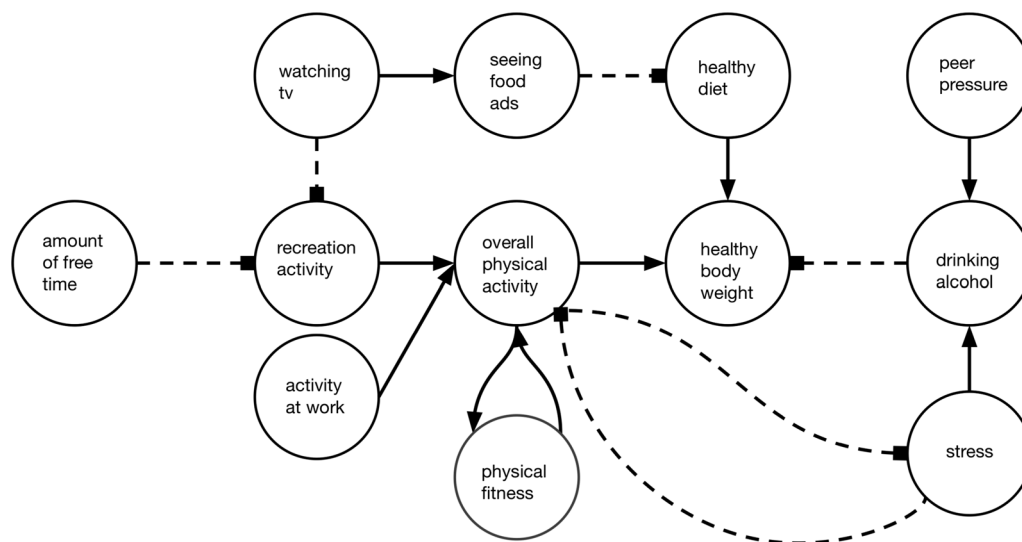 watching
tv
seeing
food
ads
healthy
diet
peer
pressure
amount
of free
time
recreation
activity
overall
physical
activity
healthy
body
weight
drinking
alcohol
activity
at work
physical
fitness
stress